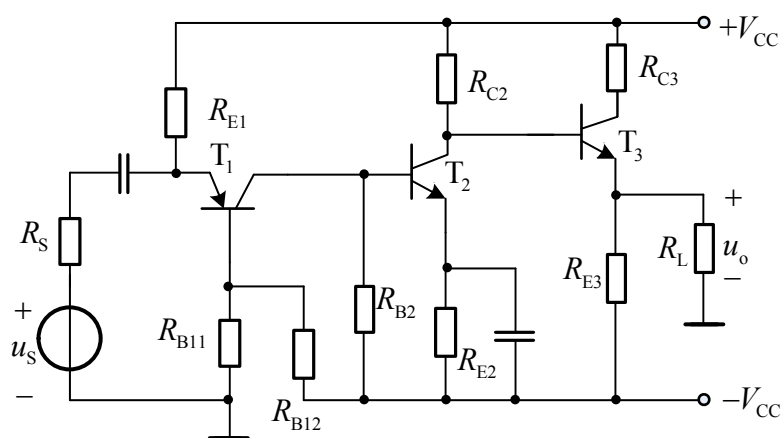 +V_CC
R_C2
R_C3
R_E1
T_1
T_2
T_3
R_S
+
u_S
−
R_B11
R_B12
R_B2
R_E2
R_E3
R_L
+
u_o
−
−V_CC